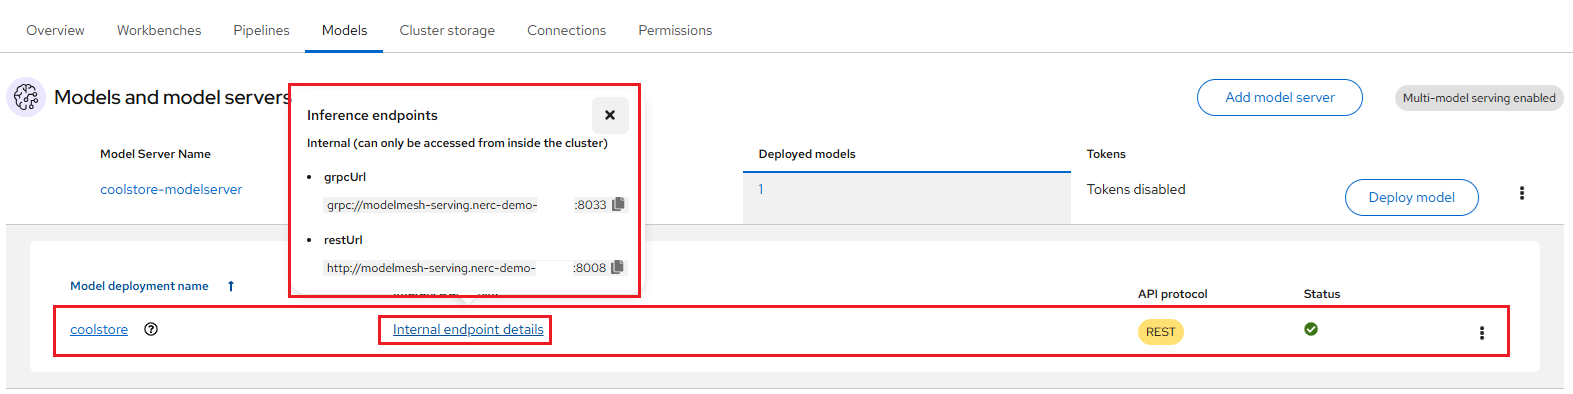 Overview Workbenches Pipelines Models Cluster storage Connections Permissions
Models and model servers
Add model server
Multi-model serving enabled
Inference endpoints
Internal (can only be accessed from inside the cluster)
grpcUrl
grpc://modelmesh-serving.nerc-demo- :8033
restUrl
http://modelmesh-serving.nerc-demo- :8008
Model Server Name Deployed models Tokens
coolstore-modelserver 1 Tokens disabled Deploy model
Model deployment name API protocol Status
coolstore Internal endpoint details REST